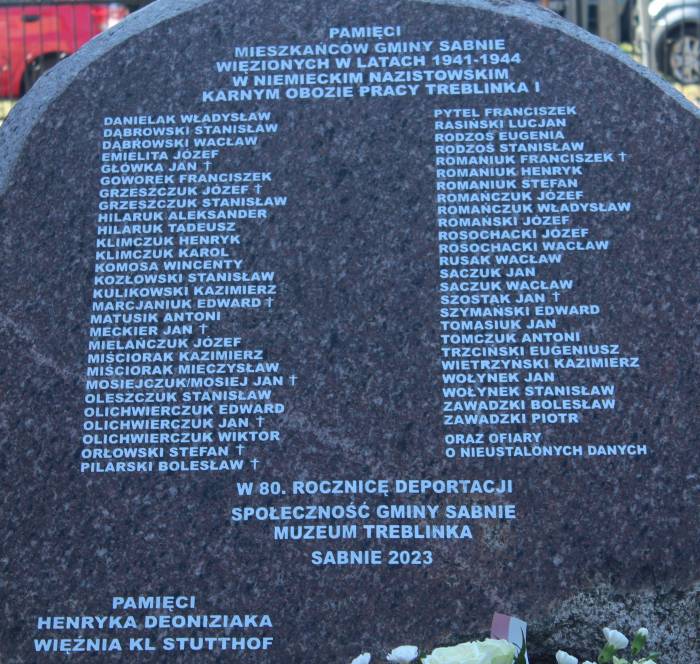 PAMIĘCI
MIESZKAŃCÓW GMINY SABNIE
WIĘZIONYCH W LATACH 1941-1944
W NIEMIECKIM NAZISTOWSKIM
KARNYM OBOZIE PRACY TREBLINKA I
DANIELAK WŁADYSŁAW
DĄBROWSKI STANISŁAW
DĄBROWSKI WACŁAW
EMIELITA JÓZEF
GŁÓWKA JAN †
GOWOREK FRANCISZEK
GRZESZCZUK JÓZEF †
GRZESZCZUK STANISŁAW
HILARUK ALEKSANDER
HILARUK TADEUSZ
KLIMCZUK HENRYK
KLIMCZUK KAROL
KOMOSA WINCENTY
KOZŁOWSKI STANISŁAW
KULIKOWSKI KAZIMIERZ
MARCJANIUK EDWARD †
MATUSIK ANTONI
MECKIER JAN †
MIELAŃCZUK JÓZEF
MIŚCIORAK KAZIMIERZ
MIŚCIORAK MIECZYSŁAW
MOSIEJCZUK/MOSIEJ JAN †
OLESZCZUK STANISŁAW
OLICHWIERCZUK EDWARD
OLICHWIERCZUK JAN †
OLICHWIERCZUK WIKTOR
ORŁOWSKI STEFAN †
PILARSKI BOLESŁAW †
PYTEL FRANCISZEK
RASIŃSKI LUCJAN
RODZOŚ EUGENIA
RODZOŚ STANISŁAW
ROMANIUK FRANCISZEK †
ROMANIUK HENRYK
ROMANIUK STEFAN
ROMAŃCZUK JÓZEF
ROMAŃCZUK WŁADYSŁAW
ROMAŃSKI JÓZEF
ROSOCHACKI JÓZEF
ROSOCHACKI WACŁAW
RUSAK WACŁAW
SACZUK JAN
SACZUK WACŁAW
SZOSTAK JAN †
SZYMAŃSKI EDWARD
TOMASIUK JAN
TOMCZUK ANTONI
TRZCIŃSKI EUGENIUSZ
WIETRZYŃSKI KAZIMIERZ
WOŁYNEK JAN
WOŁYNEK STANISŁAW
ZAWADZKI BOLESŁAW
ZAWADZKI PIOTR
ORAZ OFIARY
O NIEUSTALONYCH DANYCH
W 80. ROCZNICĘ DEPORTACJI
SPOŁECZNOŚĆ GMINY SABNIE
MUZEUM TREBLINKA
SABNIE 2023
PAMIĘCI
HENRYKA DEONIZIAKA
WIĘŹNIA KL STUTTHOF